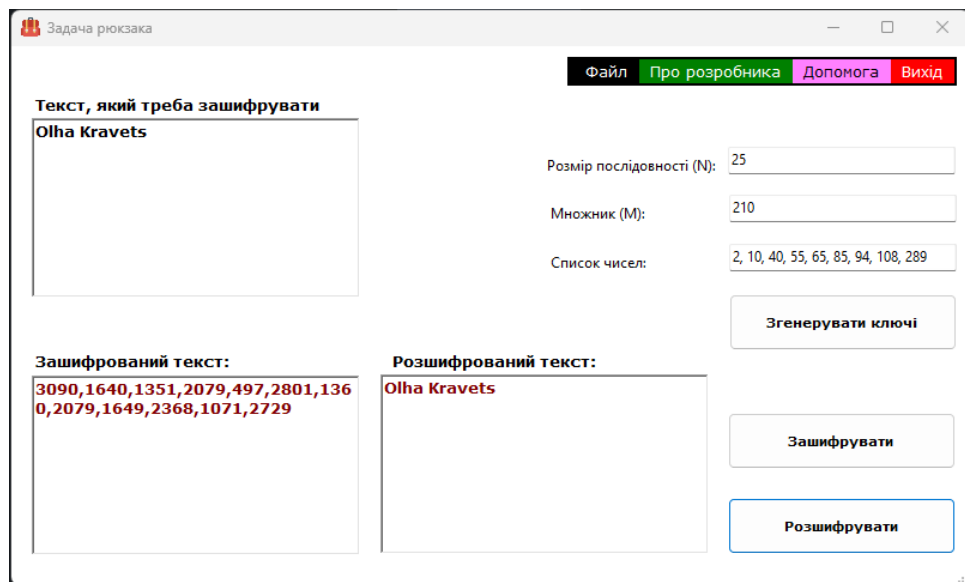 Задача рюкзака
Файл Про розробника Допомога Вихід
Текст, який треба зашифрувати
Olha Kravets
Розмір послідовності (N): 25
Множник (M): 210
Список чисел: 2, 10, 40, 55, 65, 85, 94, 108, 289
Згенерувати ключі
Зашифрований текст:
3090,1640,1351,2079,497,2801,136
0,2079,1649,2368,1071,2729
Розшифрований текст:
Olha Kravets
Зашифрувати
Розшифрувати